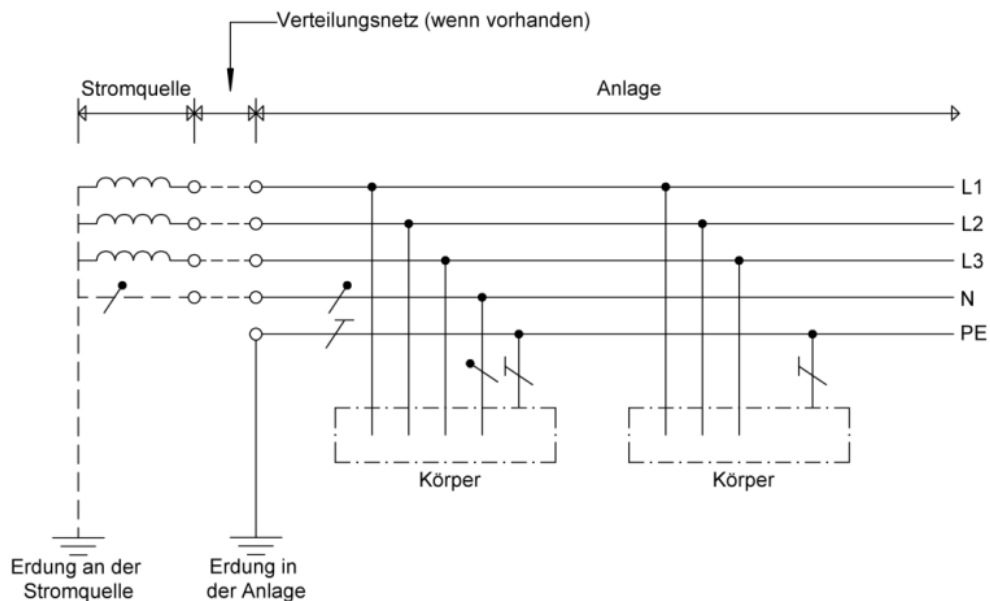 Verteilungsnetz (wenn vorhanden)
Stromquelle
Anlage
L1
L2
L3
N
PE
Körper
Körper
Erdung an der
Stromquelle
Erdung in
der Anlage